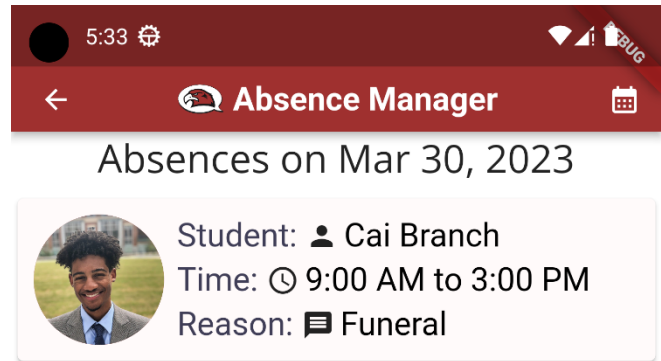 5:33
DEBUG
Absence Manager
Absences on Mar 30, 2023
Student: Cai Branch
Time: 9:00 AM to 3:00 PM
Reason: Funeral